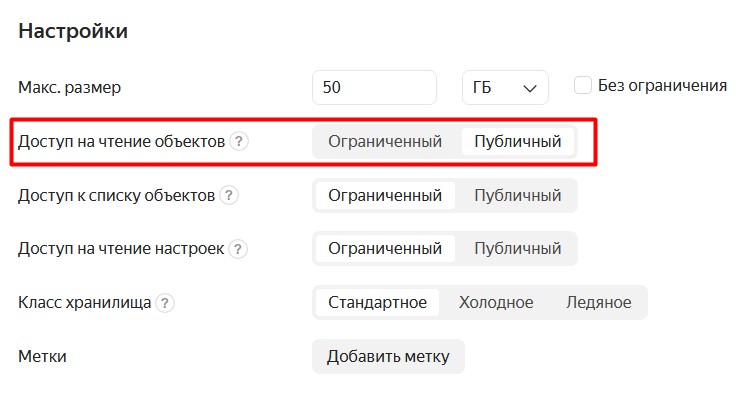 Настройки
Макс. размер 50 ГБ Без ограничения
Доступ на чтение объектов ? Ограниченный Публичный
Доступ к списку объектов ? Ограниченный Публичный
Доступ на чтение настроек ? Ограниченный Публичный
Класс хранилища ? Стандартное Холодное Ледяное
Метки Добавить метку